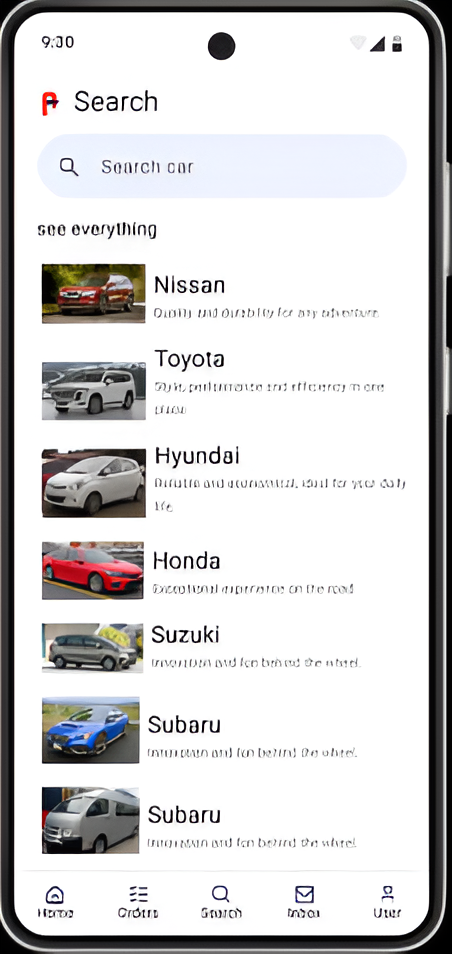 9:30
Search
Search car
see everything
Nissan
Quality and durability for any adventure.
Toyota
Style, performance and efficiency in one
place
Hyundai
Reliable and economical, ideal for your daily
life.
Honda
Exceptional experience on the road
Suzuki
Innovation and fun behind the wheel.
Subaru
Innovation and fun behind the wheel.
Subaru
Innovation and fun behind the wheel.
Home Orders Search Inbox User